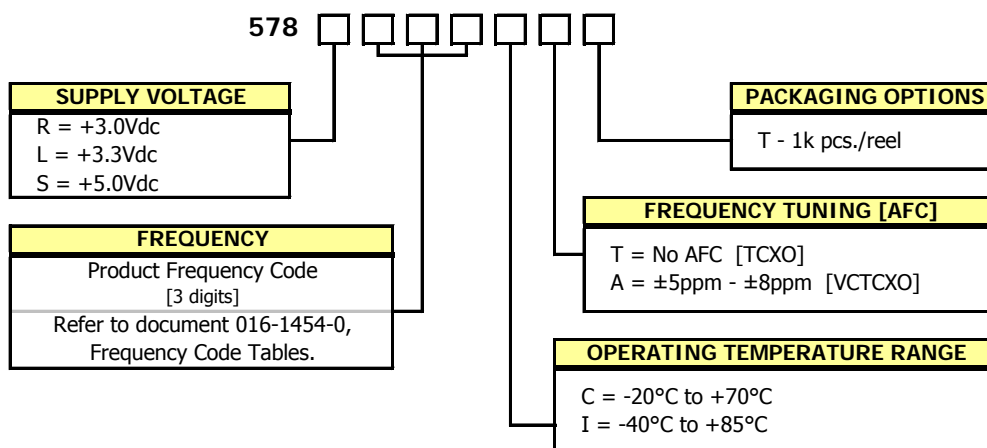 578
SUPPLY VOLTAGE
R = +3.0Vdc
L = +3.3Vdc
S = +5.0Vdc
FREQUENCY
Product Frequency Code
[3 digits]
Refer to document 016-1454-0,
Frequency Code Tables.
PACKAGING OPTIONS
T - 1k pcs./reel
FREQUENCY TUNING [AFC]
T = No AFC [TCXO]
A = ±5ppm - ±8ppm [VCTCXO]
OPERATING TEMPERATURE RANGE
C = -20°C to +70°C
I = -40°C to +85°C